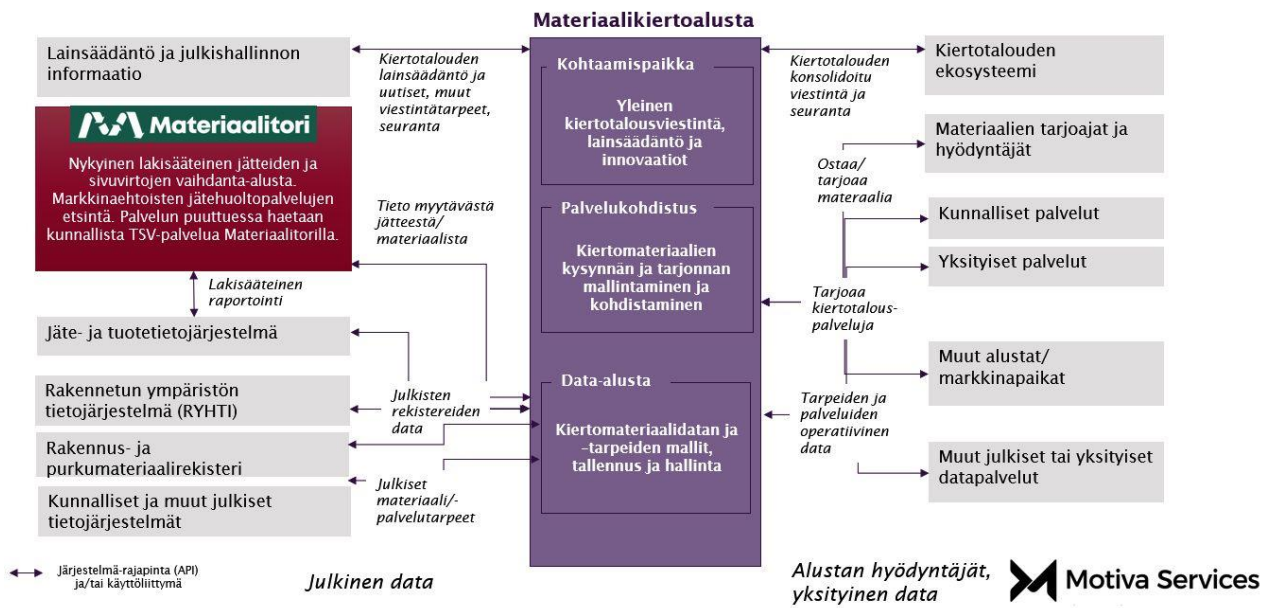 Materiaalikiertoalusta
Lainsäädäntö ja julkishallinnon
informaatio
Materiaalitori
Nykyinen lakisääteinen jätteiden ja
sivuvirtojen vaihdanta-alusta.
Markkinaehtoisten jätehuoltopalvelujen
etsintä. Palvelun puuttuessa haetaan
kunnallista TSV-palvelua Materiaalitorilla.
Lakisääteinen
raportointi
Jäte- ja tuotetietojärjestelmä
Rakennetun ympäristön
tietojärjestelmä (RYHTI)
Rakennus- ja
purkumateriaalirekisteri
Kunnalliset ja muut julkiset
tietojärjestelmät
Kiertotalouden
lainsäädäntö ja
uutiset, muut
viestintätarpeet,
seuranta
Tieto myytävästä
jätteestä/
materiaalista
Julkisten
rekistereiden
data
Julkiset
materiaali/-
palvelutarpeet
Kohtaamispaikka
Yleinen
kiertotalousviestintä,
lainsäädäntö ja
innovaatiot
Palvelukohdistus
Kiertomateriaalien
kysynnän ja tarjonnan
mallintaminen ja
kohdistaminen
Data-alusta
Kiertomateriaalidatan ja
-tarpeiden mallit,
tallennus ja hallinta
Kiertotalouden
konsolidoitu
viestintä ja
seuranta
Ostaa/
tarjoaa
materiaalia
Tarjoaa
kiertotalous-
palveluja
Tarpeiden ja
palveluiden
operatiivinen
data
Kiertotalouden
ekosysteemi
Materiaalien tarjoajat ja
hyödyntäjät
Kunnalliset palvelut
Yksityiset palvelut
Muut alustat/
markkinapaikat
Muut julkiset tai yksityiset
datapalvelut
Järjestelmä-rajapinta (API)
ja/tai käyttöliittymä
Julkinen data
Alustan hyödyntäjät,
yksityinen data
Motiva Services